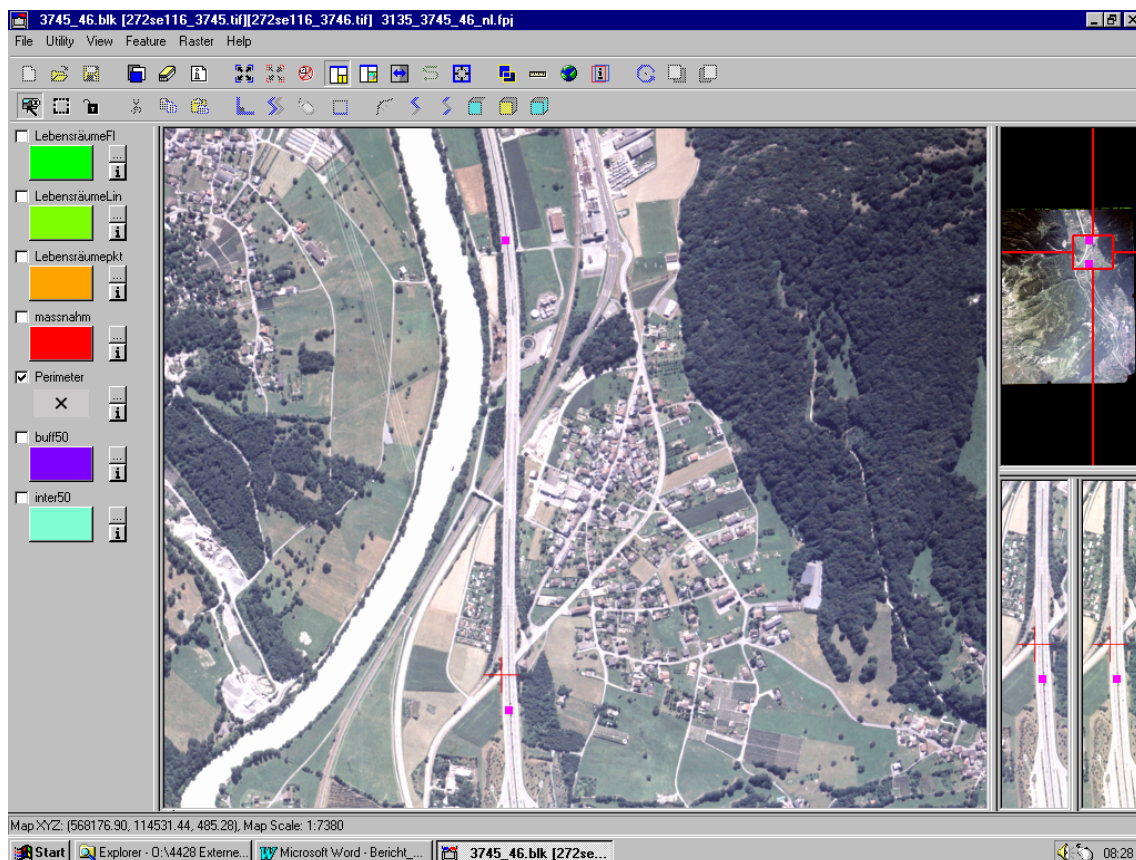 3745_46.blk [272se116_3745.tif][272se116_3746.tif] 3135_3745_46_nl.fpj
File Utility View Feature Raster Help
LebensräumeFl
...
i
LebensräumeLin
...
i
Lebensräumepkt
...
i
massnahm
...
i
Perimeter
...
i
buff50
...
i
inter50
...
i
Map XYZ: (568176.90, 114531.44, 485.28), Map Scale: 1:7380
Start Explorer - O:\4428 Externe... Microsoft Word - Bericht_... 3745_46.blk [272se... 08:28